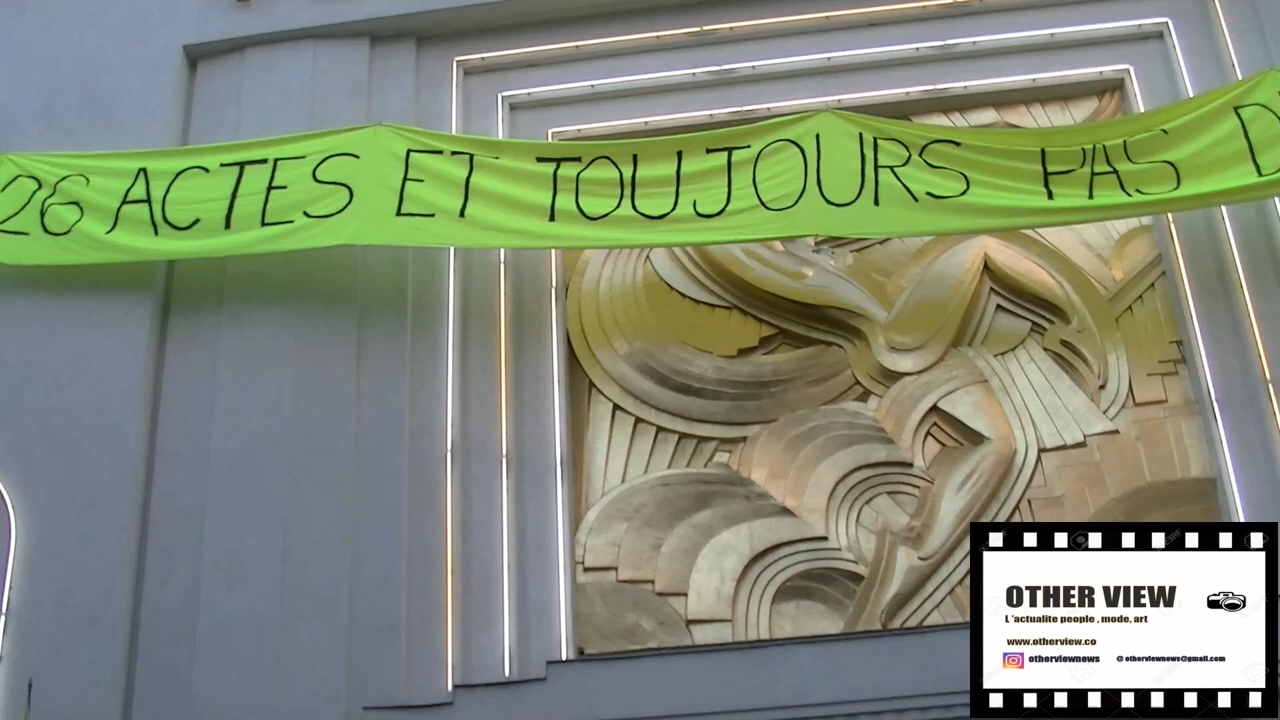 26 ACTES ET TOUJOURS PAS D
OTHER VIEW
L'actualite people , mode, art
www.otherview.co
otherviewnews @ otherviewnews@gmail.com